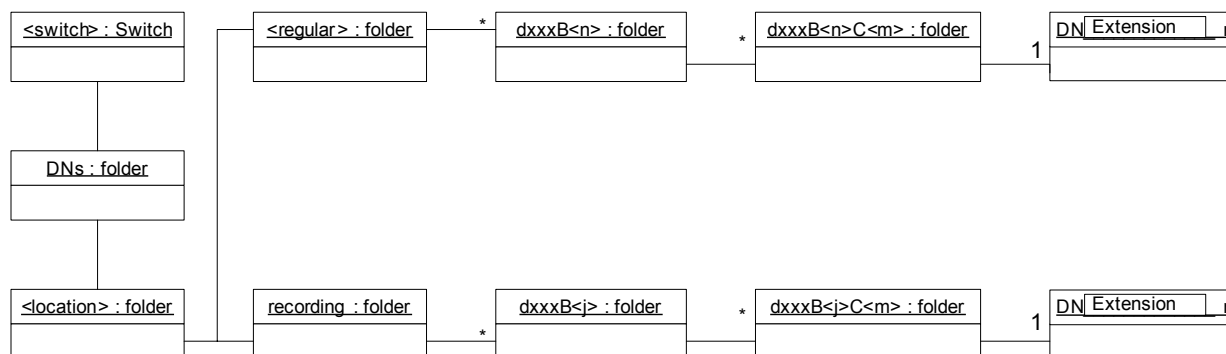 <switch> : Switch
<regular> : folder
*
dxxxB<n> : folder
*
dxxxB<n>C<m> : folder
1
DN Extension
DNs : folder
<location> : folder
recording : folder
*
dxxxB<j> : folder
*
dxxxB<j>C<m> : folder
1
DN Extension